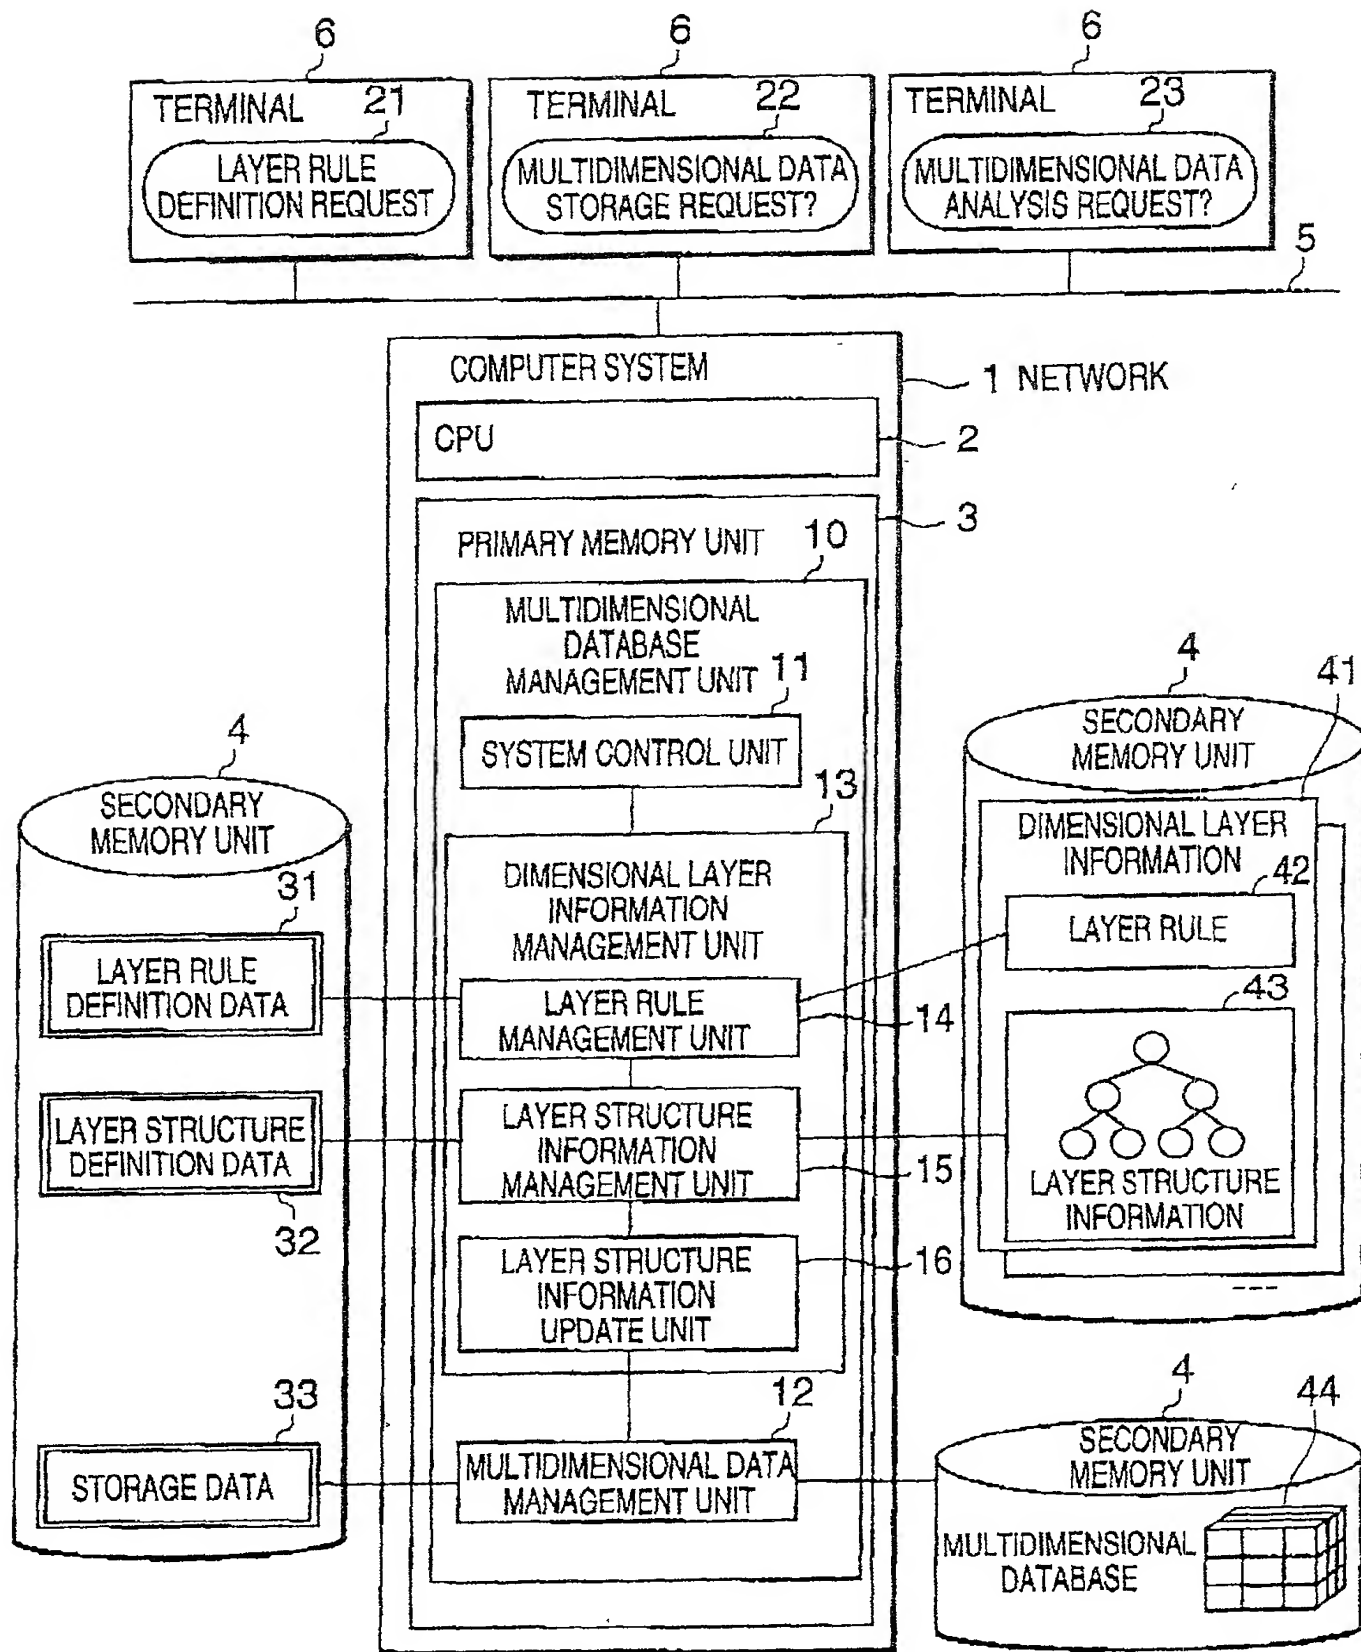 6
6
6
TERMINAL
21
LAYER RULE
DEFINITION REQUEST
TERMINAL
22
MULTIDIMENSIONAL DATA
STORAGE REQUEST?
TERMINAL
23
MULTIDIMENSIONAL DATA
ANALYSIS REQUEST?
5
COMPUTER SYSTEM
1 NETWORK
CPU
2
3
PRIMARY MEMORY UNIT
10
MULTIDIMENSIONAL
DATABASE
MANAGEMENT UNIT
11
SYSTEM CONTROL UNIT
13
DIMENSIONAL LAYER
INFORMATION
MANAGEMENT UNIT
LAYER RULE
MANAGEMENT UNIT
14
LAYER STRUCTURE
INFORMATION
MANAGEMENT UNIT
15
LAYER STRUCTURE
INFORMATION
UPDATE UNIT
16
12
MULTIDIMENSIONAL DATA
MANAGEMENT UNIT
4
SECONDARY
MEMORY UNIT
31
LAYER RULE
DEFINITION DATA
LAYER STRUCTURE
DEFINITION DATA
32
33
STORAGE DATA
4
41
SECONDARY
MEMORY UNIT
DIMENSIONAL LAYER
INFORMATION
42
LAYER RULE
43
LAYER STRUCTURE
INFORMATION
4
44
SECONDARY
MEMORY UNIT
MULTIDIMENSIONAL
DATABASE